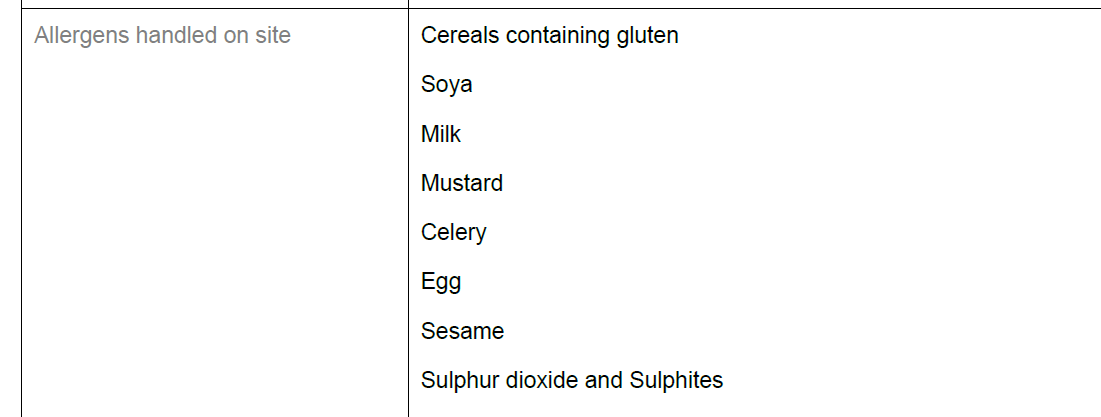 Allergens handled on site
Cereals containing gluten
Soya
Milk
Mustard
Celery
Egg
Sesame
Sulphur dioxide and Sulphites